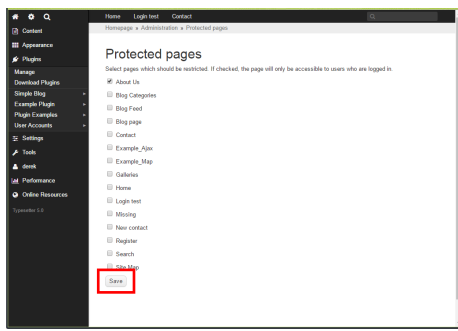 Home Login test Contact
Homepage » Administration » Protected pages
Content
Appearance
Plugins
Manage
Download Plugins
Simple Blog
Example Plugin
Plugin Examples
User Accounts
Settings
Tools
derek
Performance
Online Resources
Typesetter 5.0
Protected pages
Select pages which should be restricted. If checked, the page will only be accessible to users who are logged in.
About Us
Blog Categories
Blog Feed
Blog page
Contact
Example_Ajax
Example_Map
Galleries
Home
Login test
Missing
New contact
Register
Search
Site Map
Save